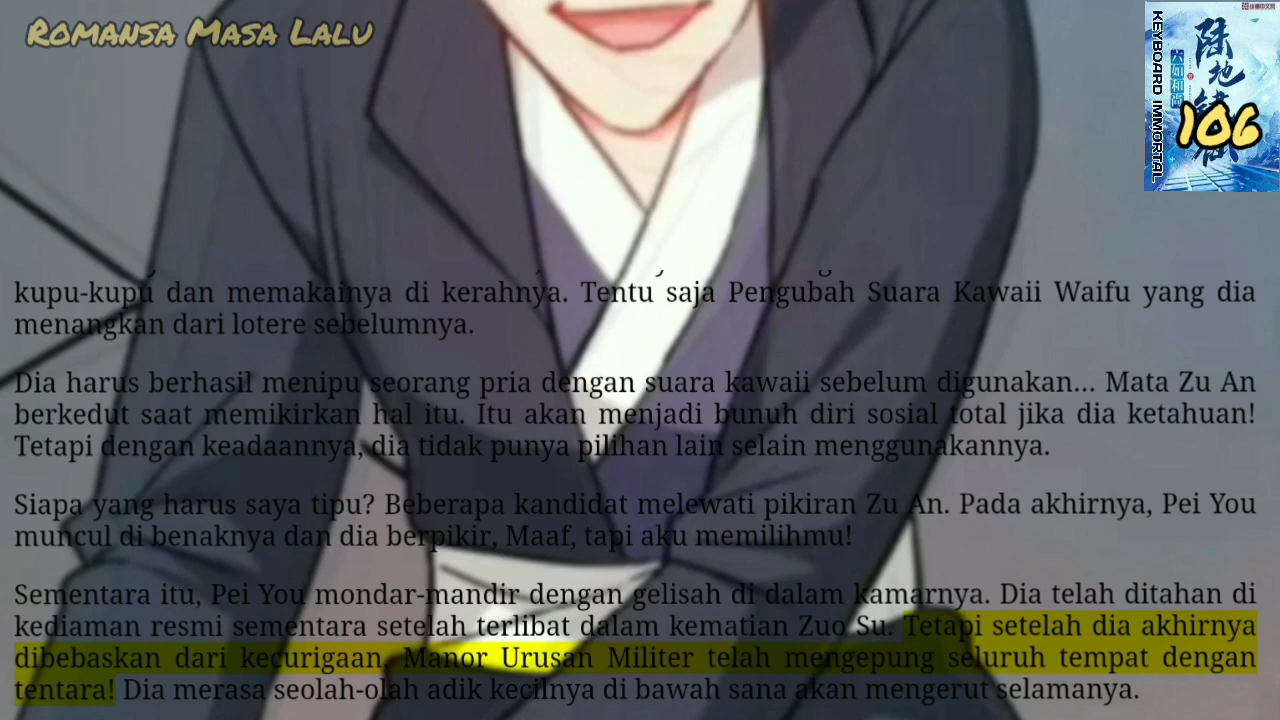 Romansa Masa Lalu
KEYBOARD IMMORTAL
陆地
六如和尚
106
kupu-kupu dan memakainya di kerahnya. Tentu saja Pengubah Suara Kawaii Waifu yang dia
menangkan dari lotere sebelumnya.
Dia harus berhasil menipu seorang pria dengan suara kawaii sebelum digunakan... Mata Zu An
berkedut saat memikirkan hal itu. Itu akan menjadi bunuh diri sosial total jika dia ketahuan!
Tetapi dengan keadaannya, dia tidak punya pilihan lain selain menggunakannya.
Siapa yang harus saya tipu? Beberapa kandidat melewati pikiran Zu An. Pada akhirnya, Pei You
muncul di benaknya dan dia berpikir, Maaf, tapi aku memilihmu!
Sementara itu, Pei You mondar-mandir dengan gelisah di dalam kamarnya. Dia telah ditahan di
kediaman resmi sementara setelah terlibat dalam kematian Zuo Su. Tetapi setelah dia akhirnya
dibebaskan dari kecurigaan, Manor Urusan Militer telah mengepung seluruh tempat dengan
tentara! Dia merasa seolah-olah adik kecilnya di bawah sana akan mengerut selamanya.